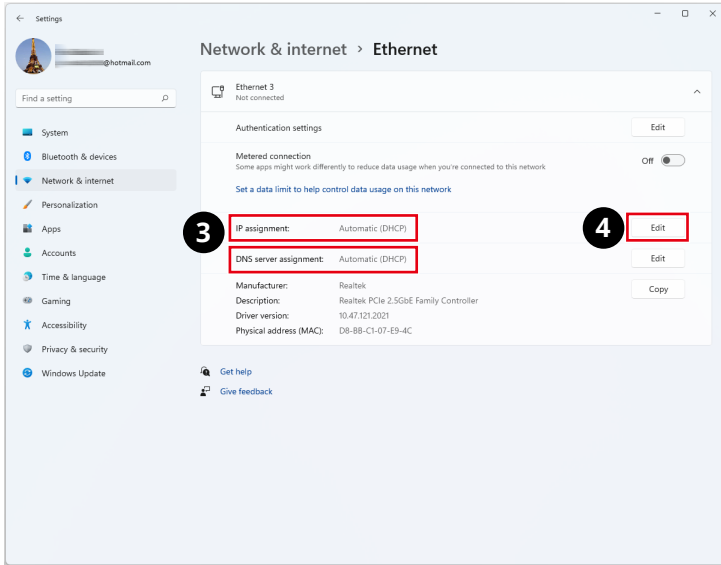 Settings
@hotmail.com
Find a setting
System
Bluetooth & devices
Network & internet
Personalization
Apps
Accounts
Time & language
Gaming
Accessibility
Privacy & security
Windows Update
Network & internet > Ethernet
Ethernet 3
Not connected
Authentication settings Edit
Metered connection
Some apps might work differently to reduce data usage when you're connected to this network
Off
Set a data limit to help control data usage on this network
3 IP assignment: Automatic (DHCP) 4 Edit
DNS server assignment: Automatic (DHCP) Edit
Manufacturer: Realtek Copy
Description: Realtek PCIe 2.5GbE Family Controller
Driver version: 10.47.121.2021
Physical address (MAC): D8-BB-C1-07-E9-4C
Get help
Give feedback